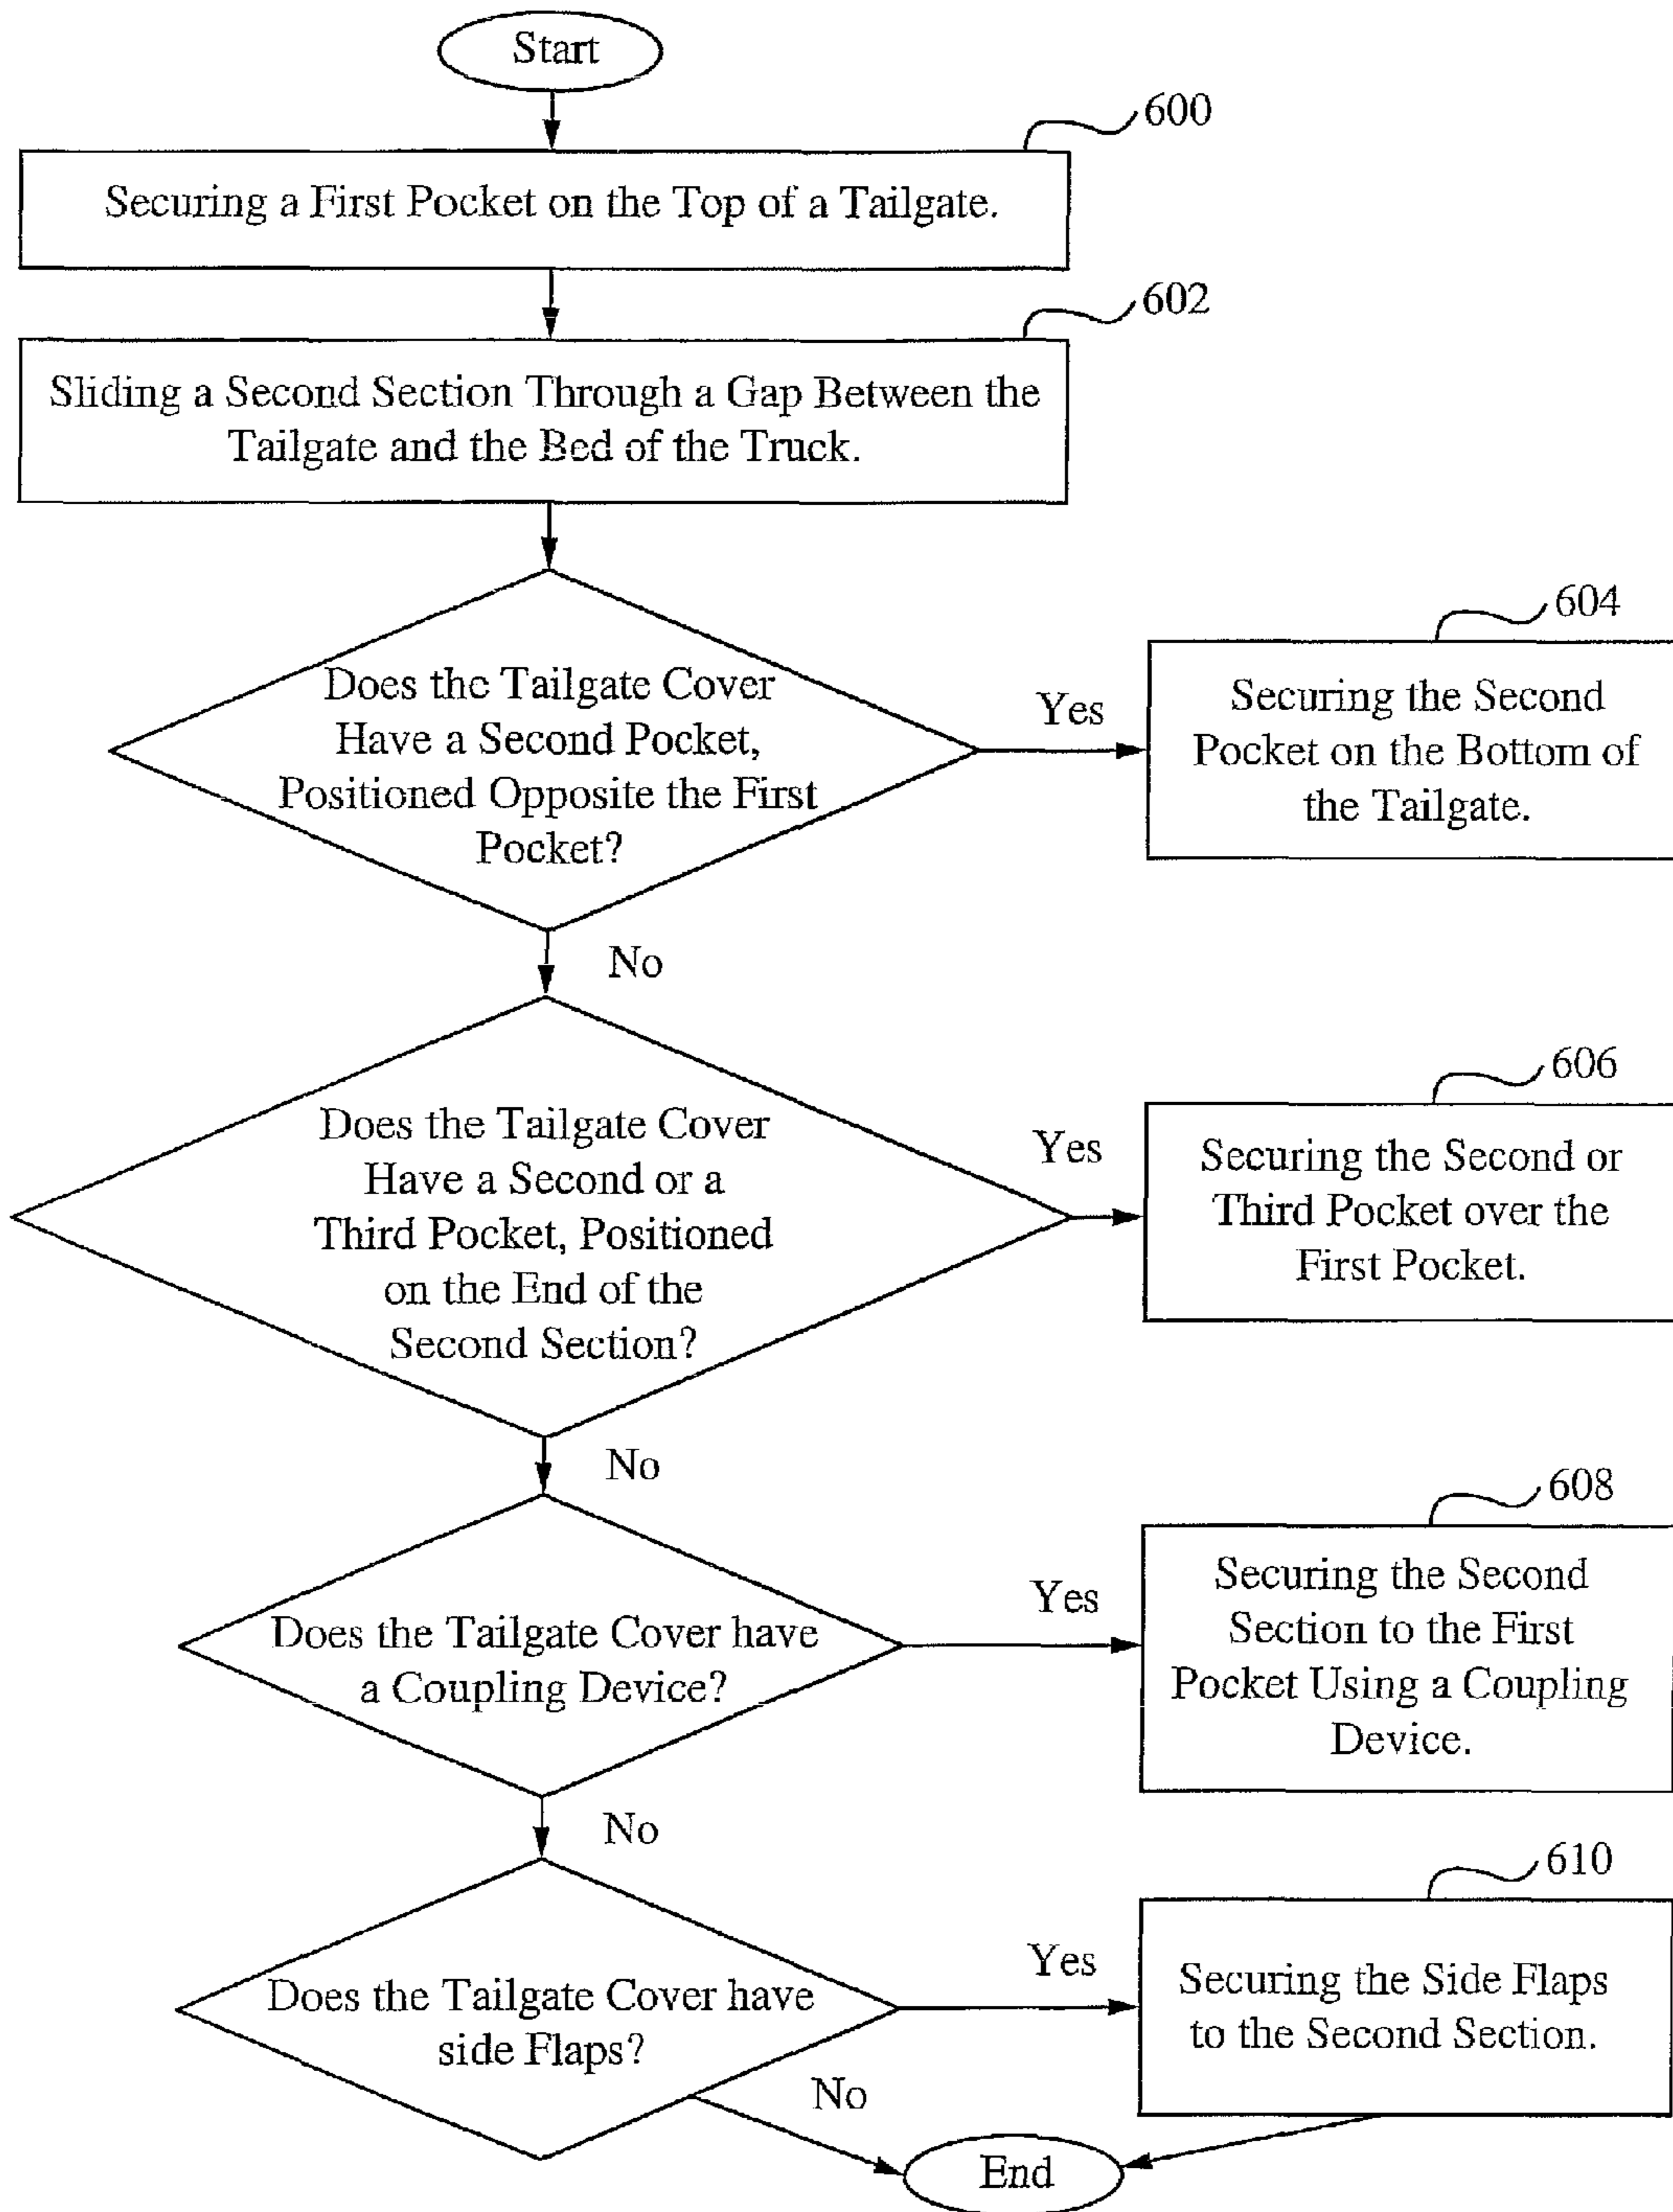 Start
600
Securing a First Pocket on the Top of a Tailgate.
602
Sliding a Second Section Through a Gap Between the
Tailgate and the Bed of the Truck.
Does the Tailgate Cover
Have a Second Pocket,
Positioned Opposite the First
Pocket?
Yes
604
Securing the Second
Pocket on the Bottom of
the Tailgate.
No
Does the Tailgate Cover
Have a Second or a
Third Pocket, Positioned
on the End of the
Second Section?
Yes
606
Securing the Second or
Third Pocket over the
First Pocket.
No
Does the Tailgate Cover have
a Coupling Device?
Yes
608
Securing the Second
Section to the First
Pocket Using a Coupling
Device.
No
Does the Tailgate Cover have
side Flaps?
Yes
610
Securing the Side Flaps
to the Second Section.
No
End